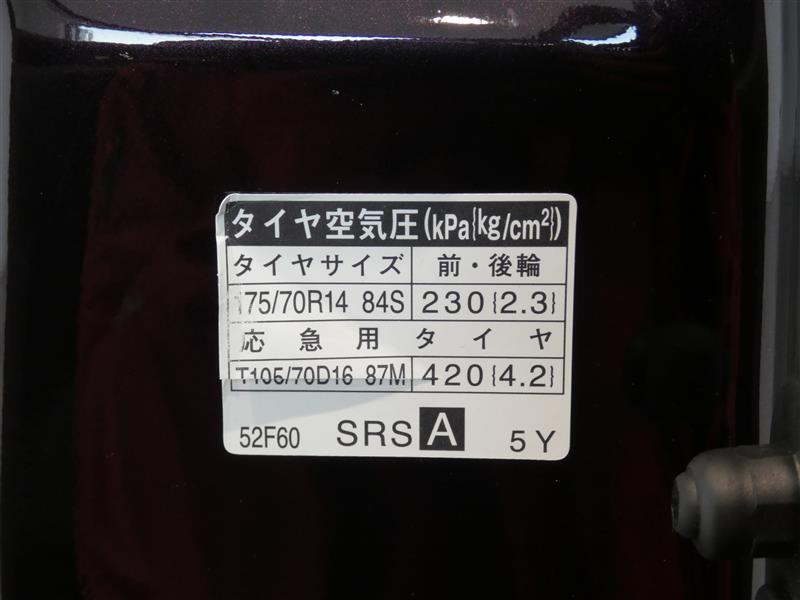 タイヤ空気圧(kPa{kg/cm²})
タイヤサイズ 前・後輪
175/70R14 84S 230{2.3}
応急用タイヤ
T105/70D16 87M 420{4.2}
52F60 SRS A 5Y